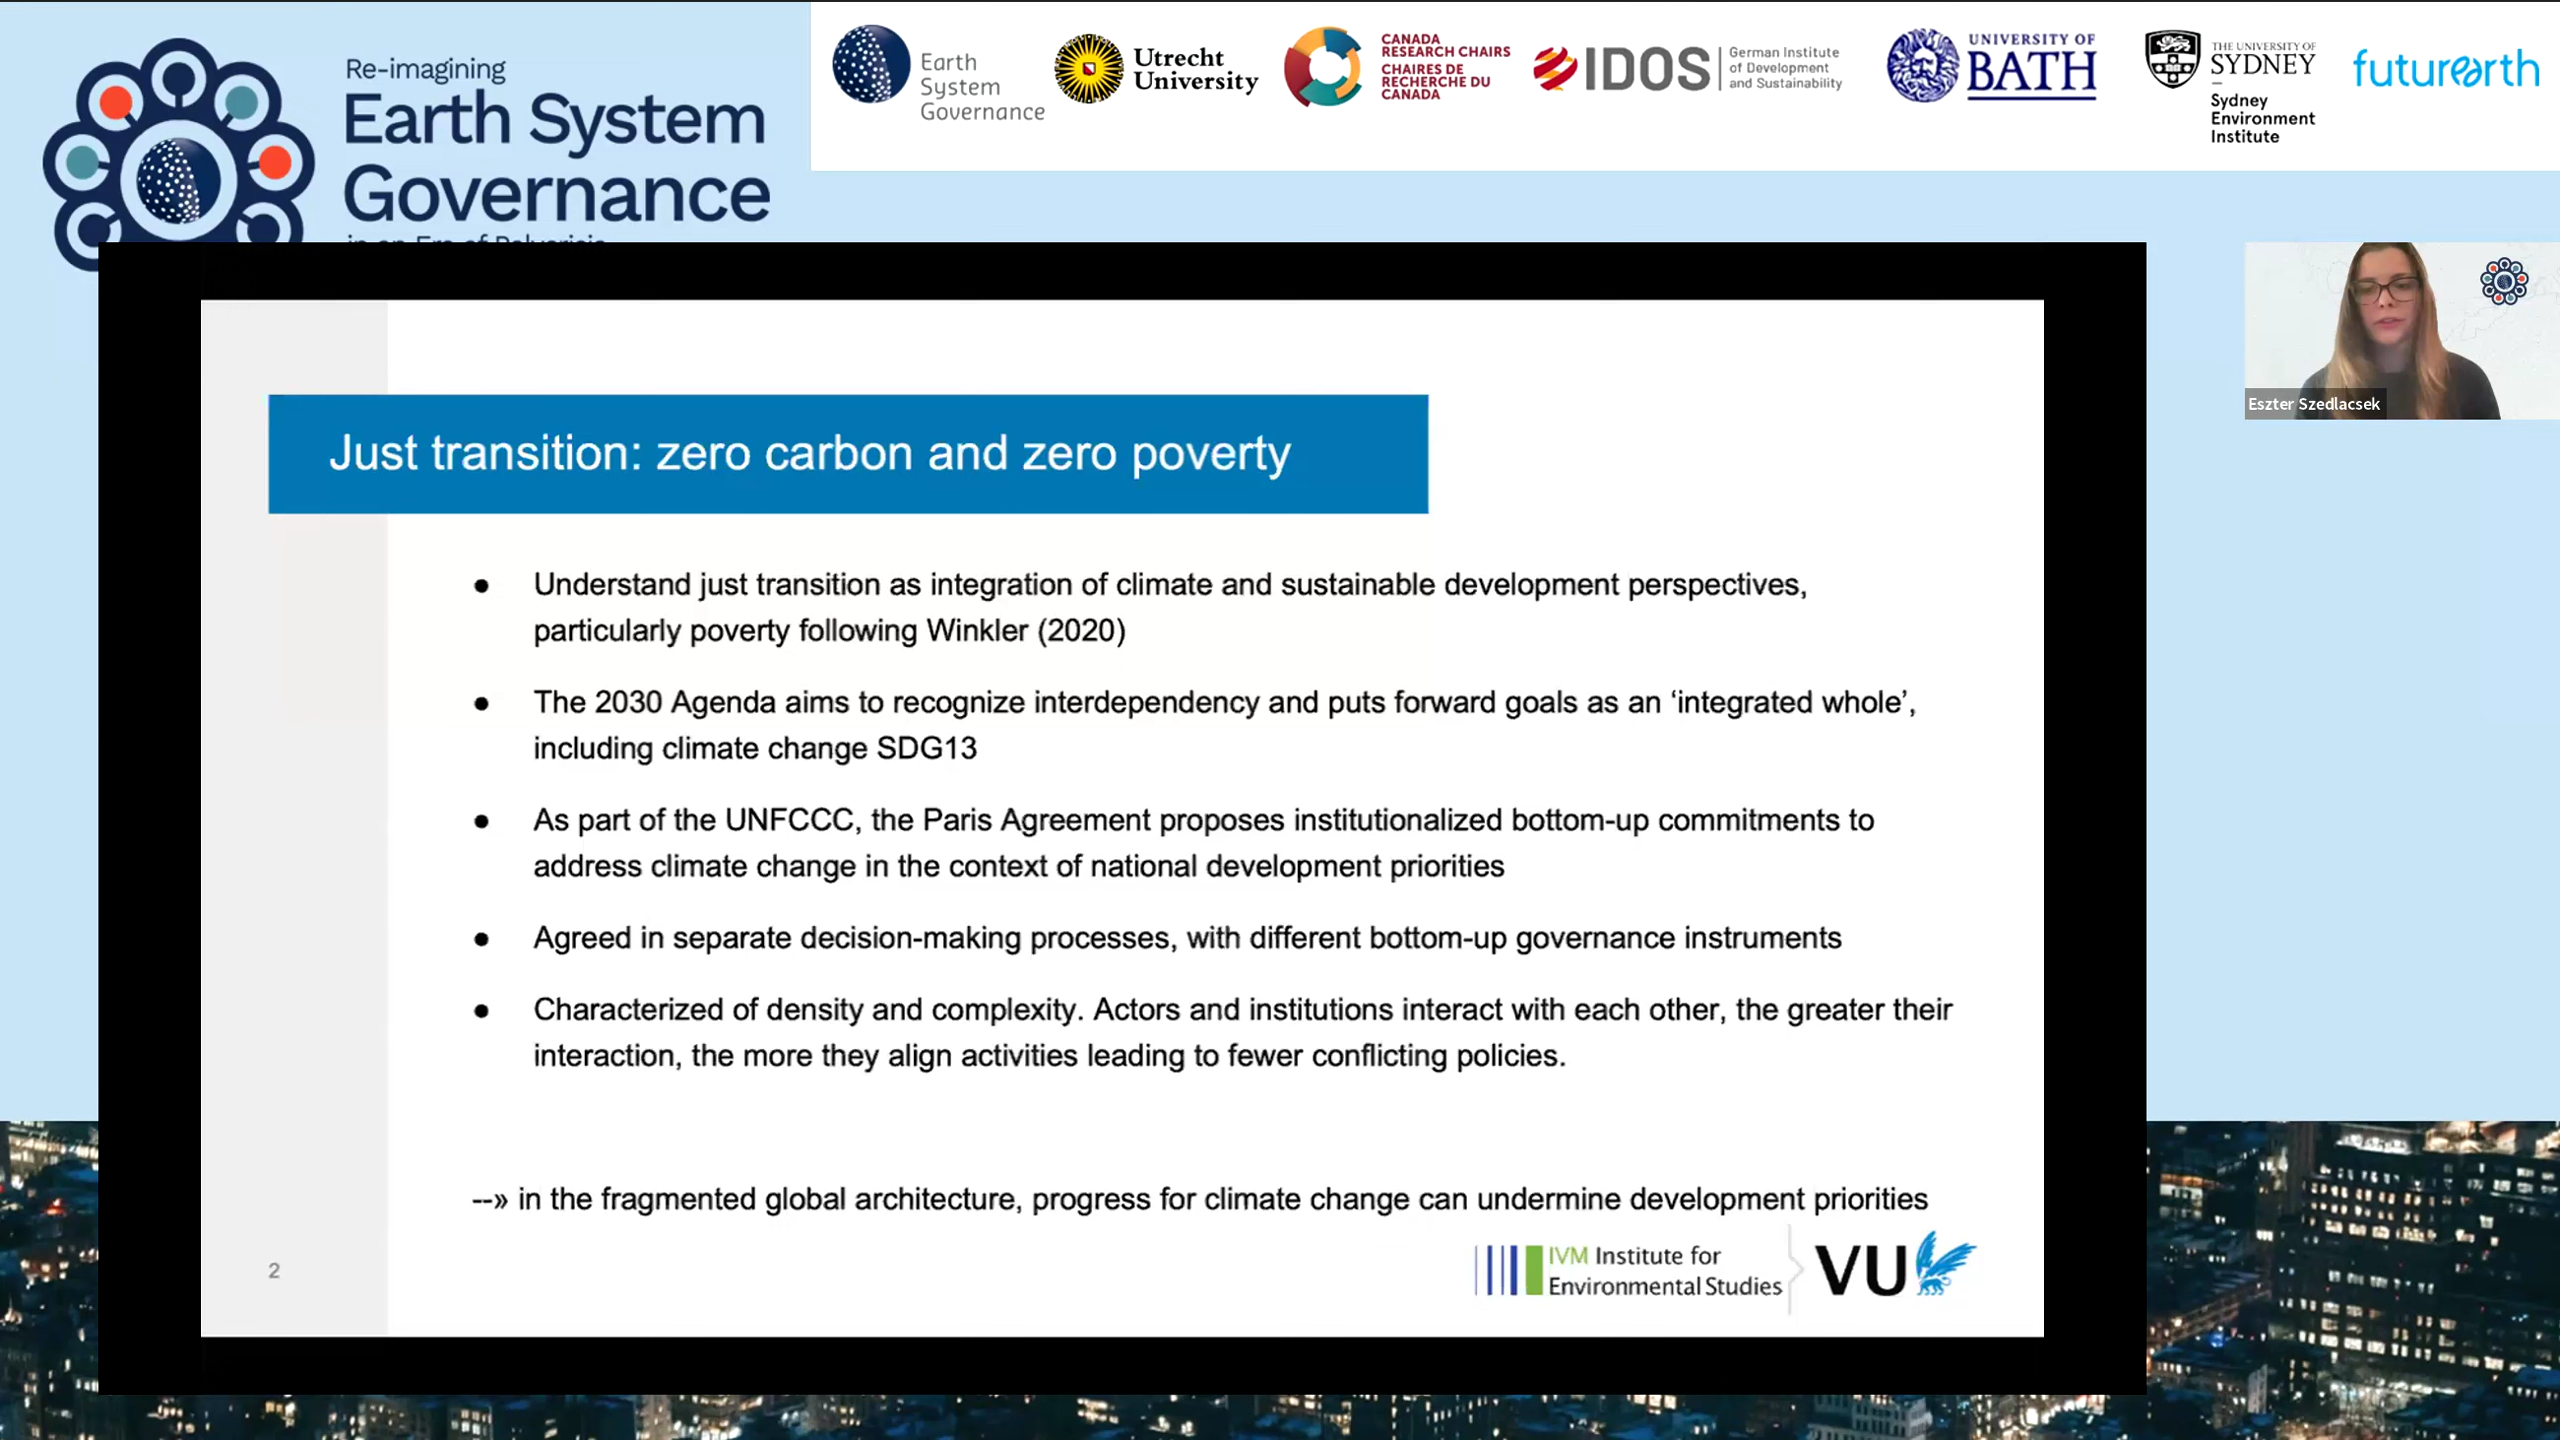 Re-imagining
Earth System
Governance
in an Era of Polycrisis
Earth
System
Governance
Utrecht
University
CANADA
RESEARCH CHAIRS
CHAIRES DE
RECHERCHE DU
CANADA
IDOS
German Institute
of Development
and Sustainability
UNIVERSITY OF
BATH
THE UNIVERSITY OF
SYDNEY
Sydney
Environment
Institute
futurearth
Eszter Szedlacsek
Just transition: zero carbon and zero poverty
● Understand just transition as integration of climate and sustainable development perspectives,
particularly poverty following Winkler (2020)
● The 2030 Agenda aims to recognize interdependency and puts forward goals as an ‘integrated whole’,
including climate change SDG13
● As part of the UNFCCC, the Paris Agreement proposes institutionalized bottom-up commitments to
address climate change in the context of national development priorities
● Agreed in separate decision-making processes, with different bottom-up governance instruments
● Characterized of density and complexity. Actors and institutions interact with each other, the greater their
interaction, the more they align activities leading to fewer conflicting policies.
--» in the fragmented global architecture, progress for climate change can undermine development priorities
2
IVM Institute for
Environmental Studies
VU